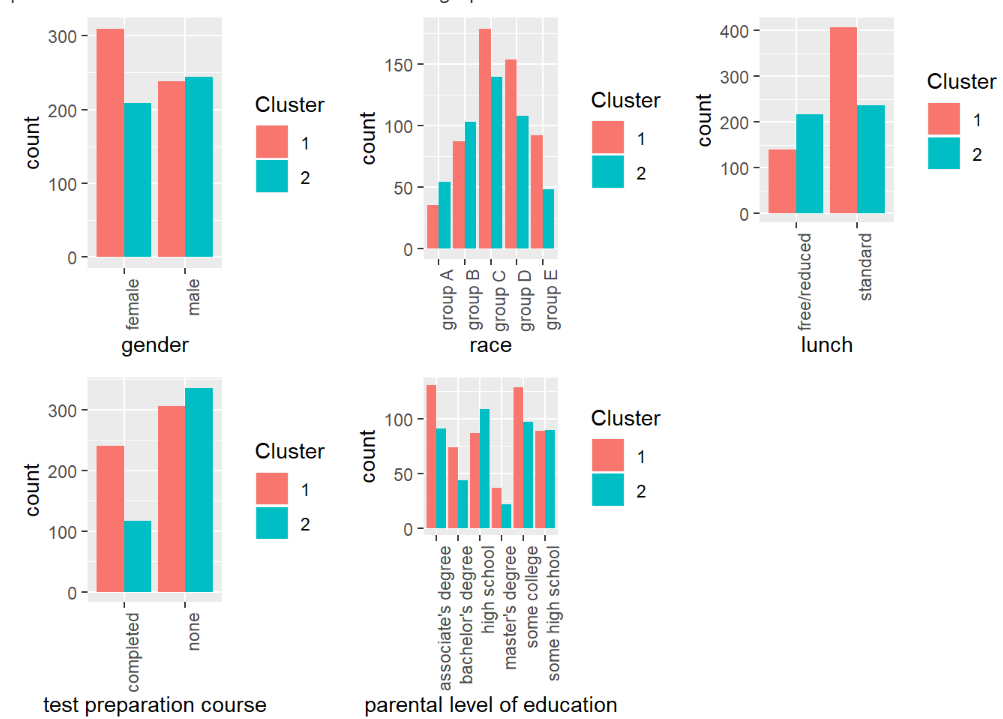 300
200
100
0
count
female
male
gender
Cluster
1
2
150
100
50
0
count
group A
group B
group C
group D
group E
race
Cluster
1
2
400
300
200
100
0
count
free/reduced
standard
lunch
Cluster
1
2
300
200
100
0
count
completed
none
test preparation course
Cluster
1
2
100
50
0
count
associate's degree
bachelor's degree
high school
master's degree
some college
some high school
parental level of education
Cluster
1
2